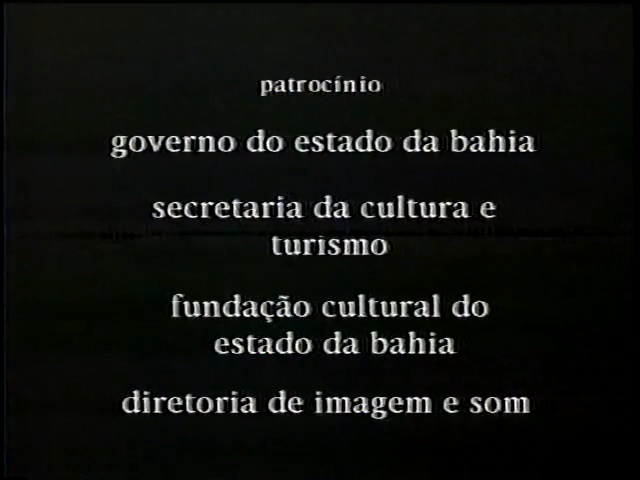 patrocínio
governo do estado da bahia
secretaria da cultura e
turismo
fundação cultural do
estado da bahia
diretoria de imagem e som